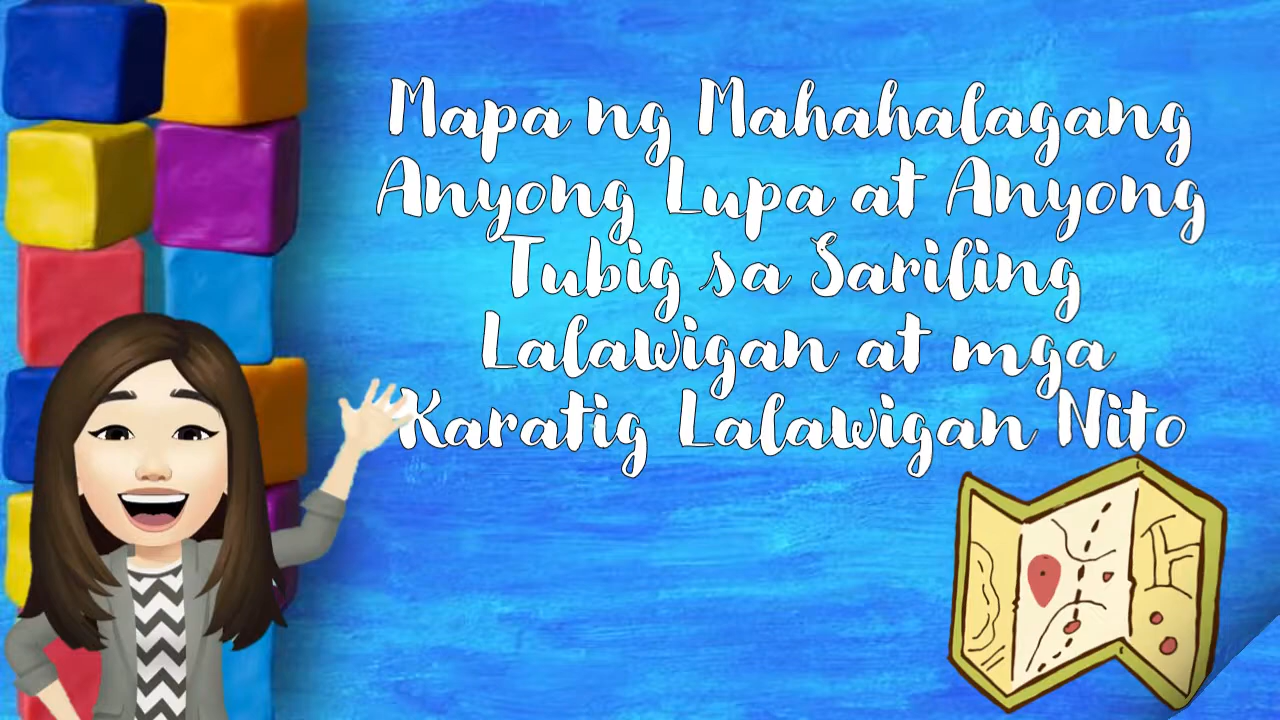 Mapa ng Mahahalagang
Anyong Lupa at Anyong
Tubig sa Sariling
Lalawigan at mga
Karatig Lalawigan Nito